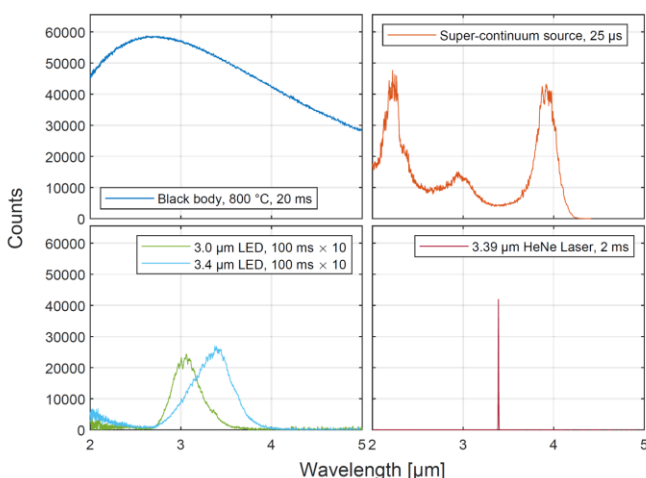 60000
50000
40000
30000
20000
10000
0
Black body, 800 °C, 20 ms
Super-continuum source, 25 µs
Counts
60000
50000
40000
30000
20000
10000
0
3.0 µm LED, 100 ms × 10
3.4 µm LED, 100 ms × 10
3.39 µm HeNe Laser, 2 ms
2 3 4 5 2 3 4 5
Wavelength [µm]